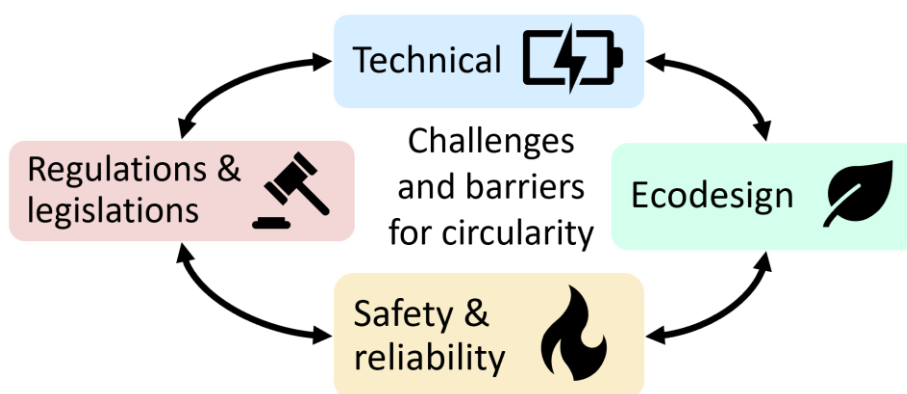 Technical
Challenges
and barriers
for circularity
Regulations &
legislations
Ecodesign
Safety &
reliability